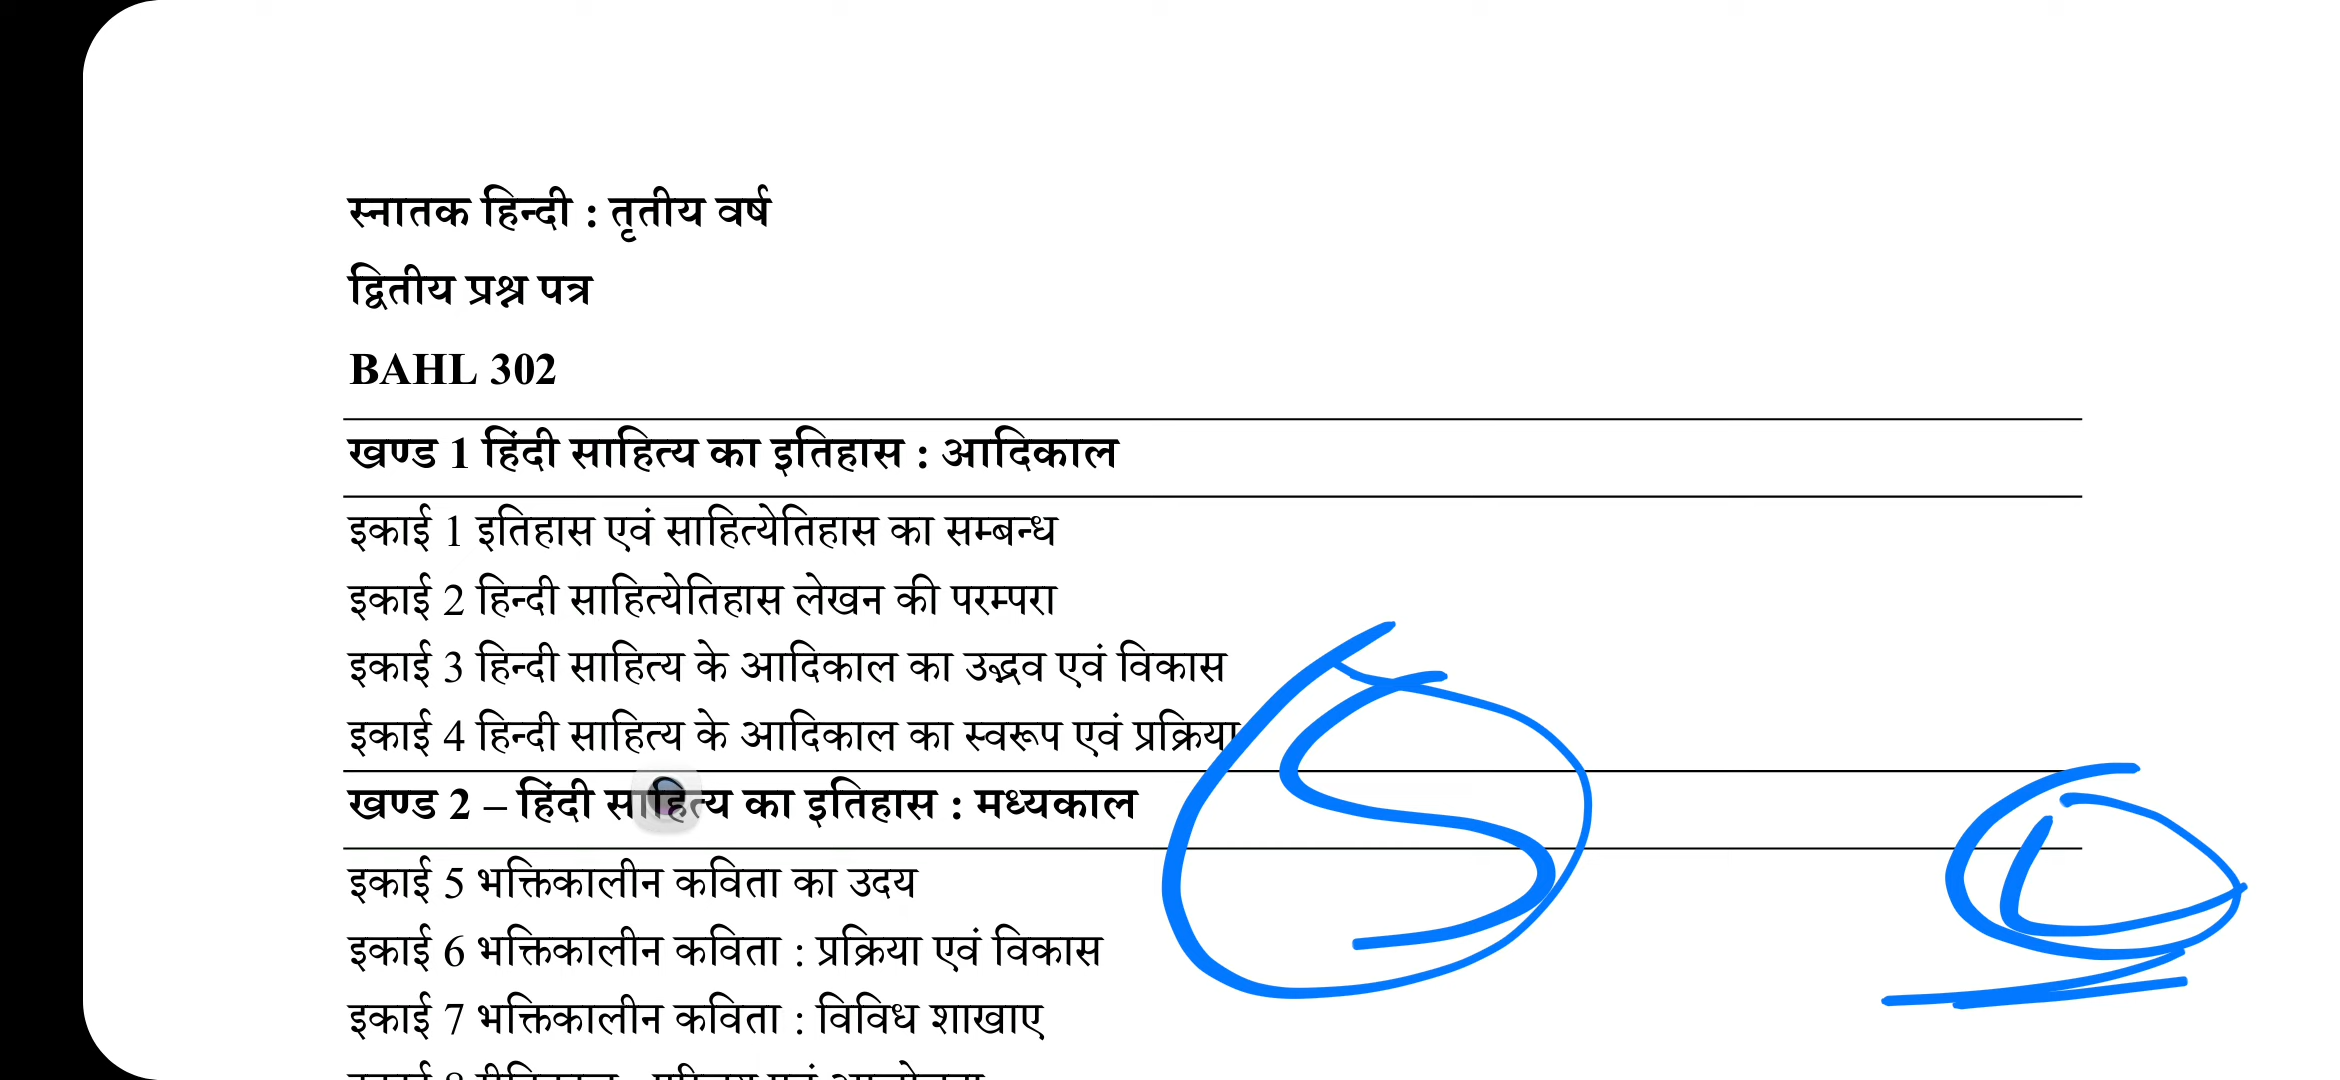 स्नातक हिन्दी : तृतीय वर्ष
द्वितीय प्रश्न पत्र
BAHL 302
खण्ड 1 हिंदी साहित्य का इतिहास : आदिकाल
इकाई 1 इतिहास एवं साहित्येतिहास का सम्बन्ध
इकाई 2 हिन्दी साहित्येतिहास लेखन की परम्परा
इकाई 3 हिन्दी साहित्य के आदिकाल का उद्भव एवं विकास
इकाई 4 हिन्दी साहित्य के आदिकाल का स्वरूप एवं प्रक्रिया
S
L
खण्ड 2 – हिंदी साहित्य का इतिहास : मध्यकाल
इकाई 5 भक्तिकालीन कविता का उदय
इकाई 6 भक्तिकालीन कविता : प्रक्रिया एवं विकास
इकाई 7 भक्तिकालीन कविता : विविध शाखाए